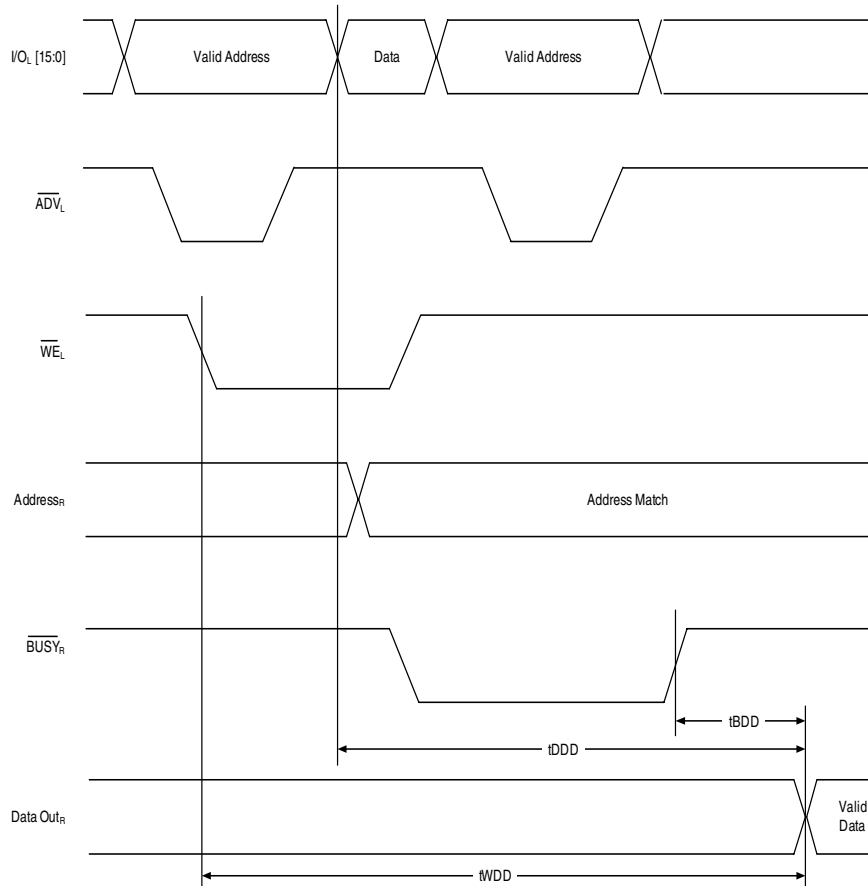 I/OL [15:0]
Valid Address
Data
Valid Address
ADVL
WEL
AddressR
Address Match
BUSYR
tBDD
tDDD
Data OutR
Valid
Data
tWDD